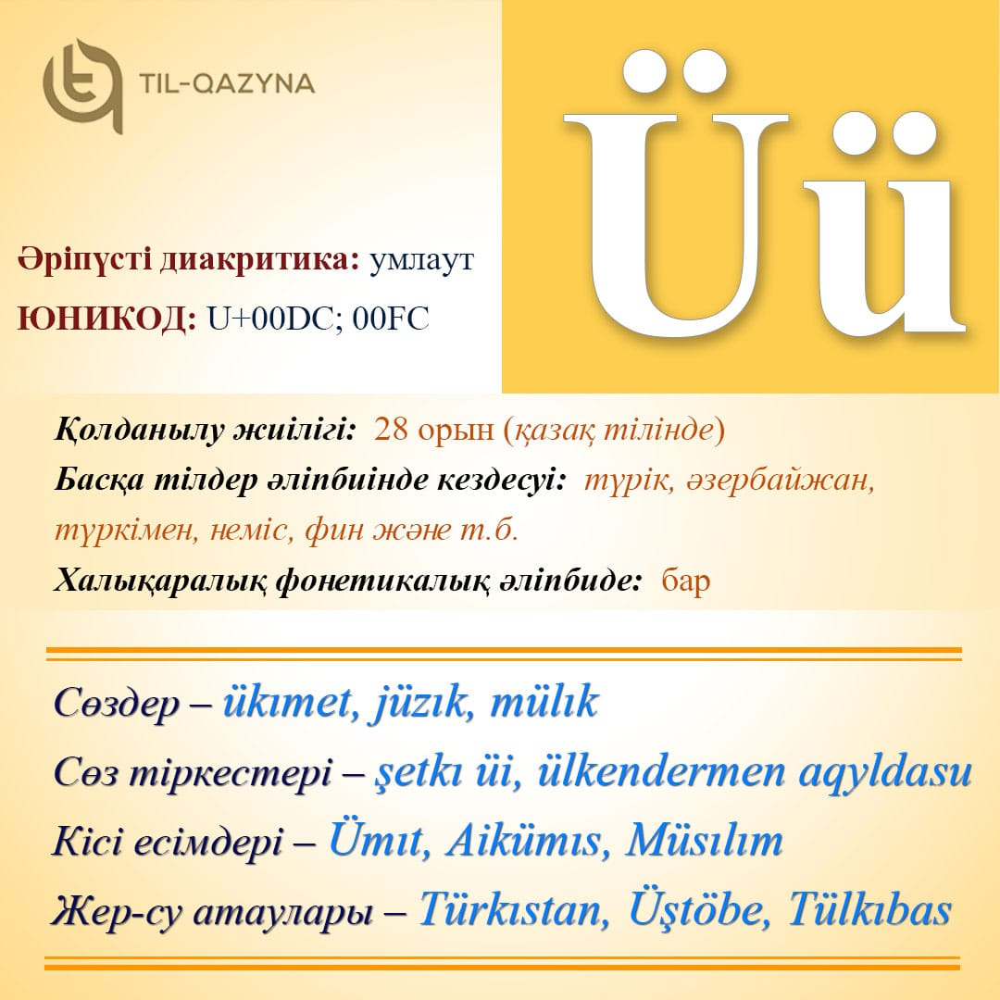 TIL-QAZYNA
Üü
Әріпүсті диакритика: умлаут
ЮНИКОД: U+00DC; 00FC
Қолданылу жиілігі: 28 орын (қазақ тілінде)
Басқа тілдер әліпбиінде кездесуі: түрік, әзербайжан,
түркімен, неміс, фин және т.б.
Халықаралық фонетикалық әліпбиде: бар
Сөздер – ükımet, jüzık, mülık
Сөз тіркестері – şetkı üi, ülkendermen aqyldasu
Кісі есімдері – Ümıt, Aikümıs, Müsılım
Жер-су атаулары – Türkıstan, Üştöbe, Tülkıbas